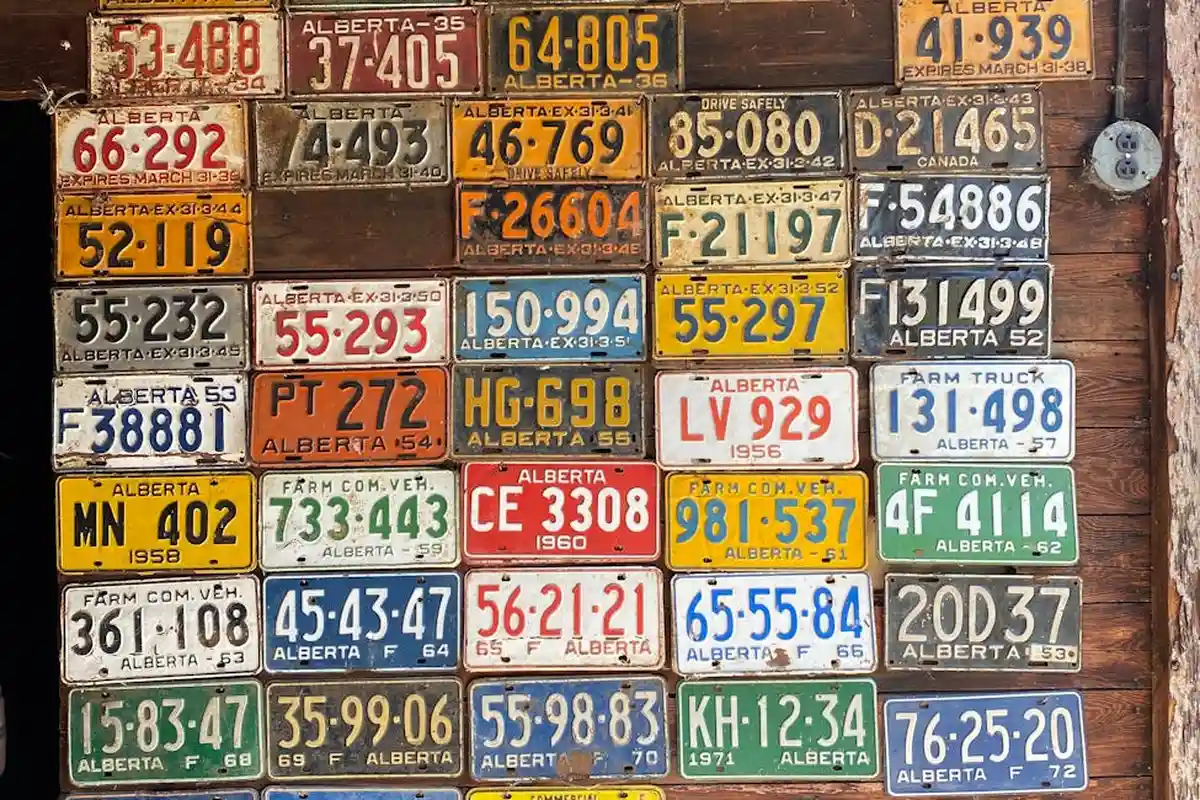 53·488
ALBERTA-35
37·405
64·805
ALBERTA-36
ALBERTA
41·939
EXPIRES MARCH 31-38
ALBERTA
66·292
EXPIRES MARCH·31-39
ALBERTA
4·493
EXPIRES MARCH·31-40
ALBERTA·EX·31·3·41
46·769
DRIVE SAFELY
DRIVE SAFELY
85·080
ALBERTA·EX·31·3·42
ALBERTA·EX·31·3·43
D·21465
CANADA
ALBERTA·EX·31·3·44
52·119
F·26604
ALBERTA·EX·31·3·46
ALBERTA·EX·31·3·47
F·21197
F·54886
ALBERTA·EX·31·3·48
55·232
ALBERTA·EX·31·3·45
ALBERTA·EX·31·3·50
55·293
150·994
ALBERTA·EX·31·3·51
ALBERTA·EX·31·3·52
55·297
F131499
ALBERTA 52
ALBERTA 53
F38881
PT 272
ALBERTA·54·
HG·698
ALBERTA 55
ALBERTA
LV 929
1956
FARM TRUCK
131·498
ALBERTA - 57
ALBERTA
MN 402
1958
FARM COM.VEH.
733·443
ALBERTA - 59
ALBERTA
CE 3308
1960
FARM COM.VEH.
981·537
ALBERTA - 61
FARM COM.VEH.
4F 4114
ALBERTA - 62
FARM COM.VEH.
361·108
ALBERTA - 63
45·43·47
ALBERTA F 64
56·21·21
65 F ALBERTA
65·55·84
ALBERTA F 66
20D37
ALBERTA·53·
15·83·47
ALBERTA F 68
35·99·06
69 F ALBERTA
55·98·83
ALBERTA F 70
KH·12·34
1971 ALBERTA
76·25·20
ALBERTA F 72
COMMERCIAL